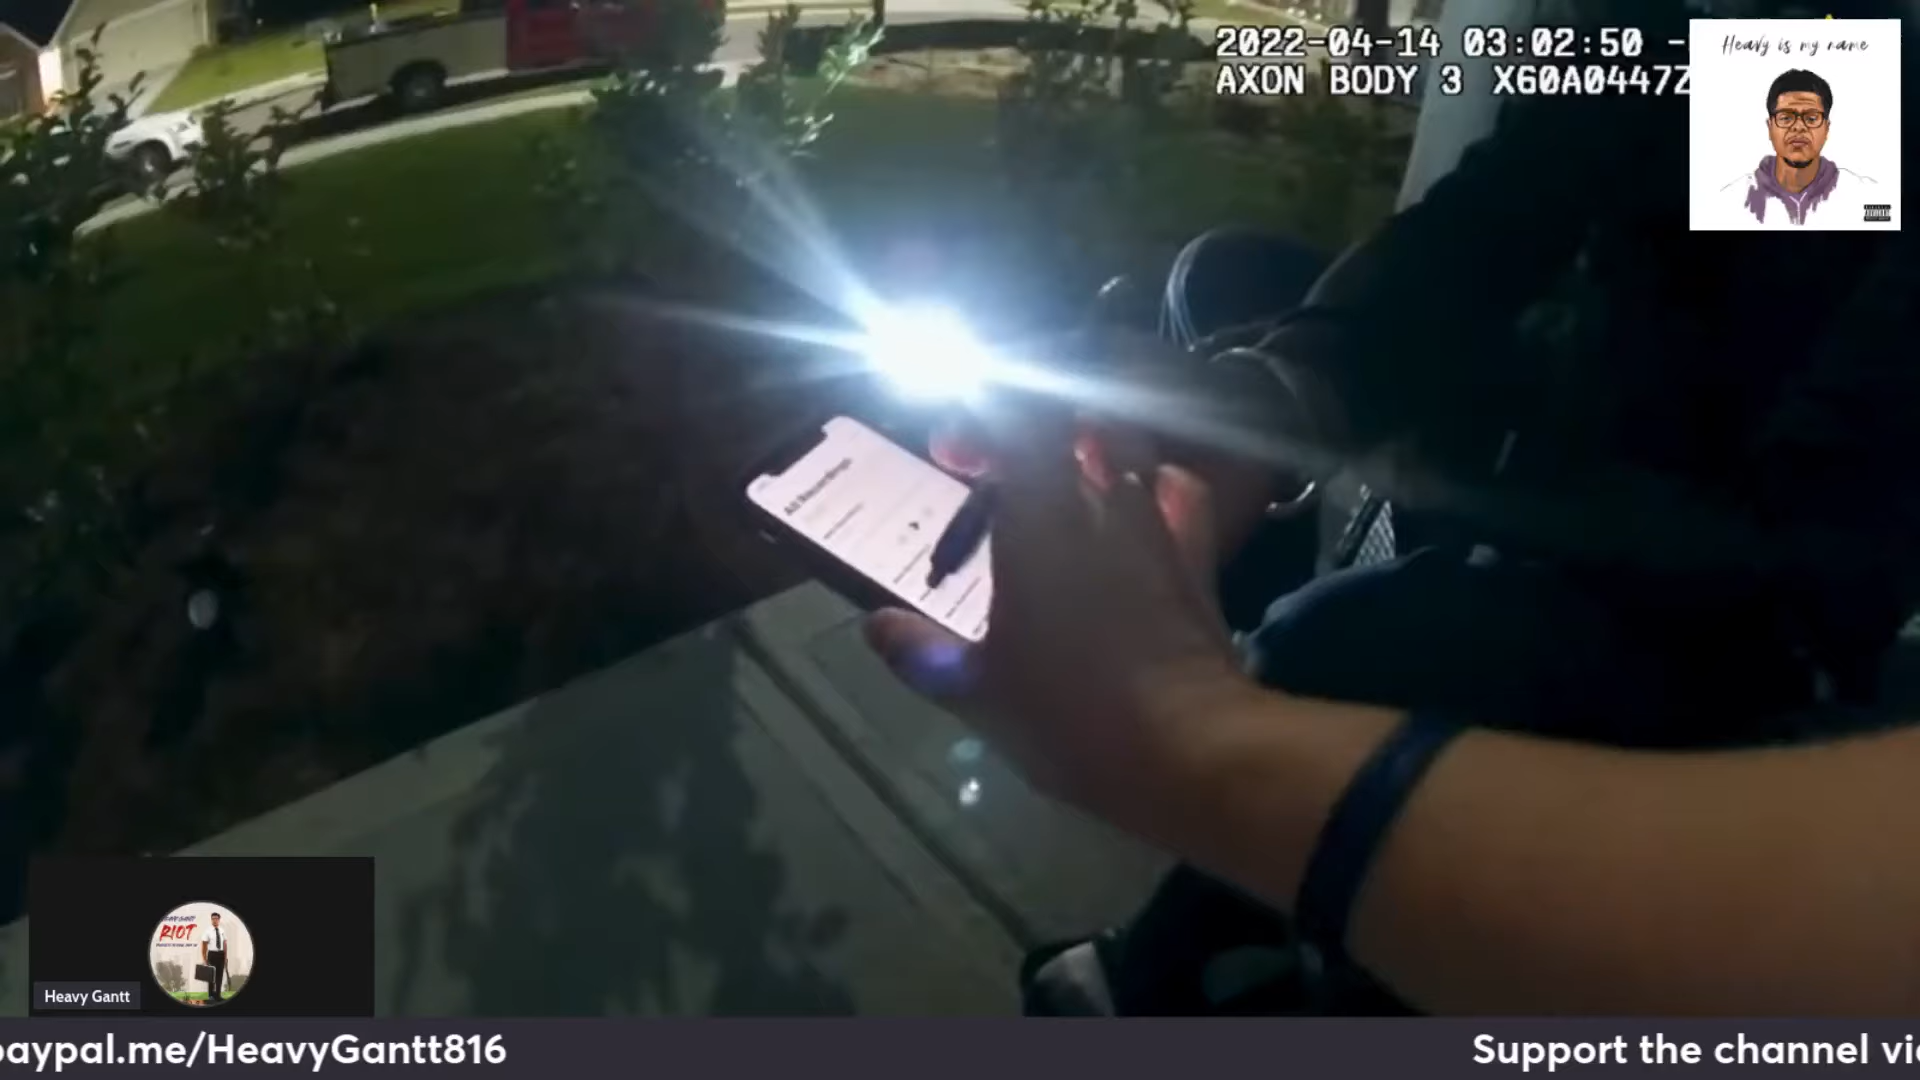 2022-04-14 03:02:50 -
AXON BODY 3 X60A0447Z
Heavy is my name
All Recordings
RIOT
Heavy Gantt
paypal.me/HeavyGantt816
Support the channel vi